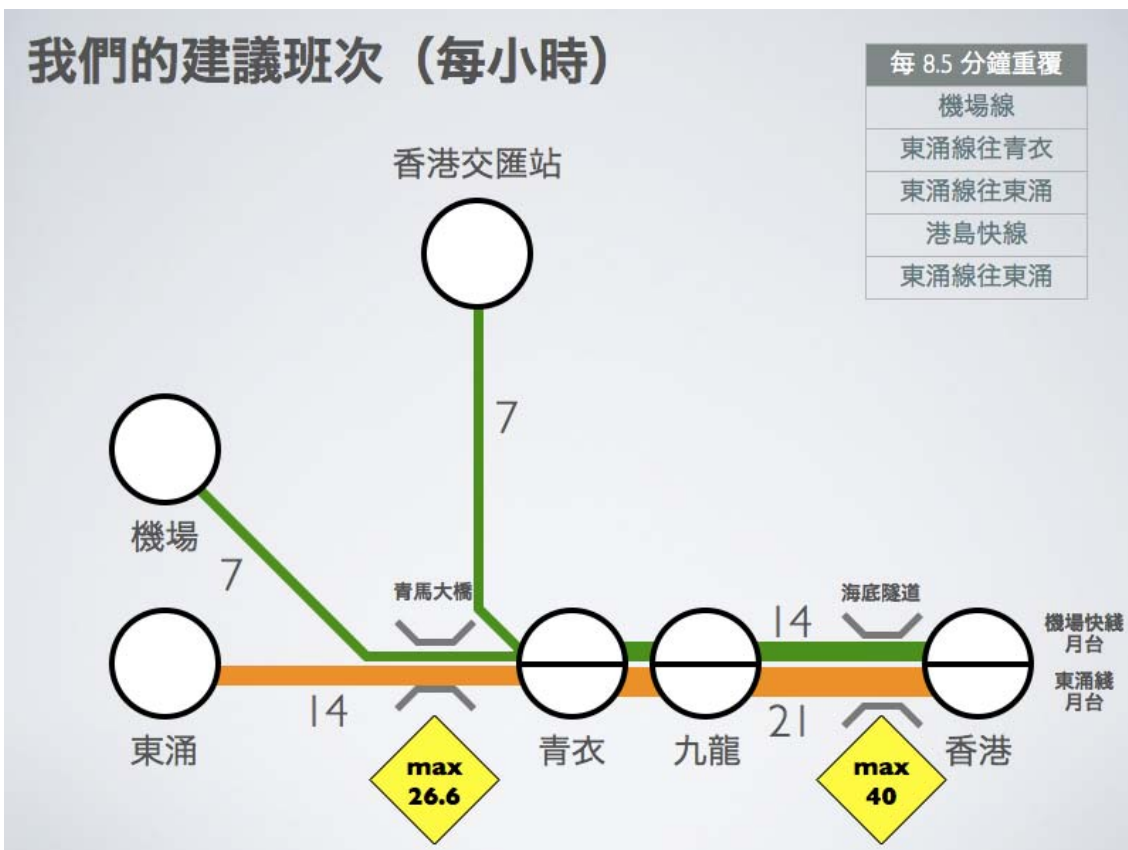 我們的建議班次（每小時）
每 8.5 分鐘重覆
機場線
東涌線往青衣
東涌線往東涌
港島快線
東涌線往東涌
香港交匯站
7
機場
7
青馬大橋
海底隧道
14
機場快綫
月台
東涌綫
月台
14
21
東涌
青衣
九龍
香港
max
26.6
max
40